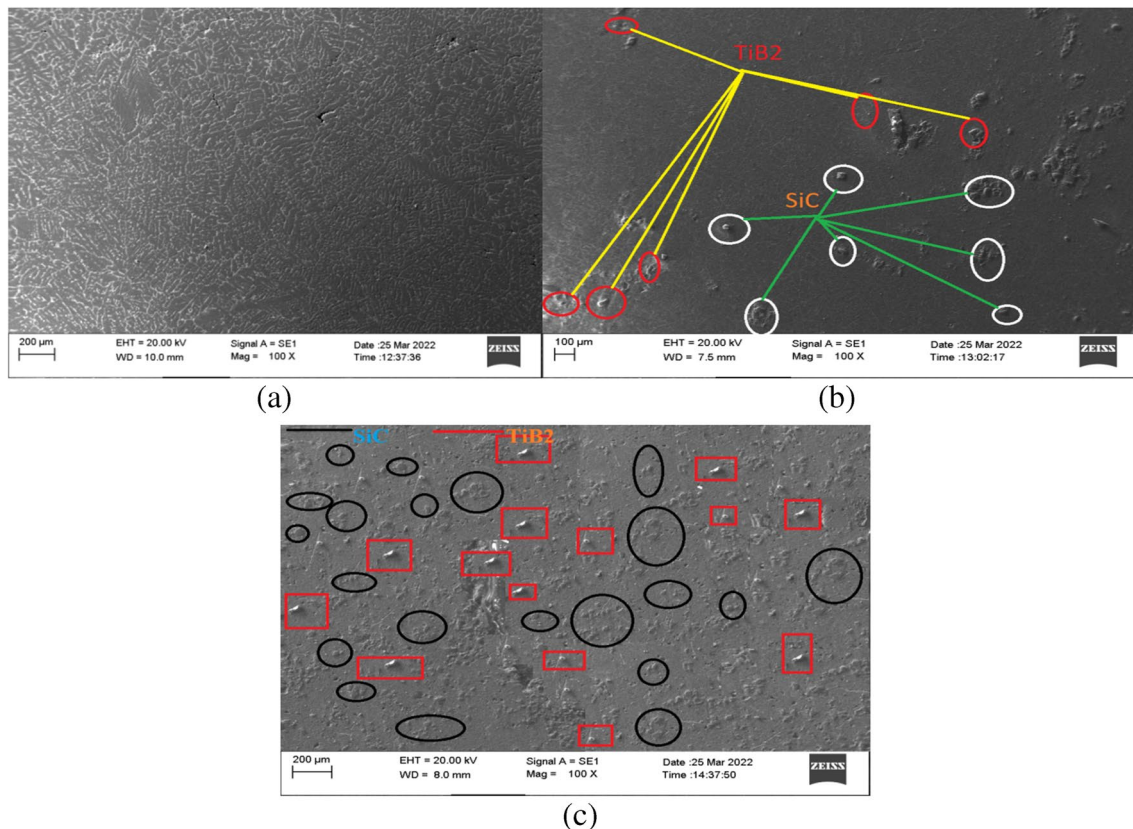 TiB2
SiC
200 µm
EHT = 20.00 kV
Signal A = SE1
Date :25 Mar 2022
WD = 10.0 mm
Mag = 100 X
Time :12:37:36
ZEISS
100 µm
EHT = 20.00 kV
Signal A = SE1
Date :25 Mar 2022
WD = 7.5 mm
Mag = 100 X
Time :13:02:17
ZEISS
(a)
(b)
SiC
TiB2
200 µm
EHT = 20.00 kV
Signal A = SE1
Date :25 Mar 2022
WD = 8.0 mm
Mag = 100 X
Time :14:37:50
ZEISS
(c)